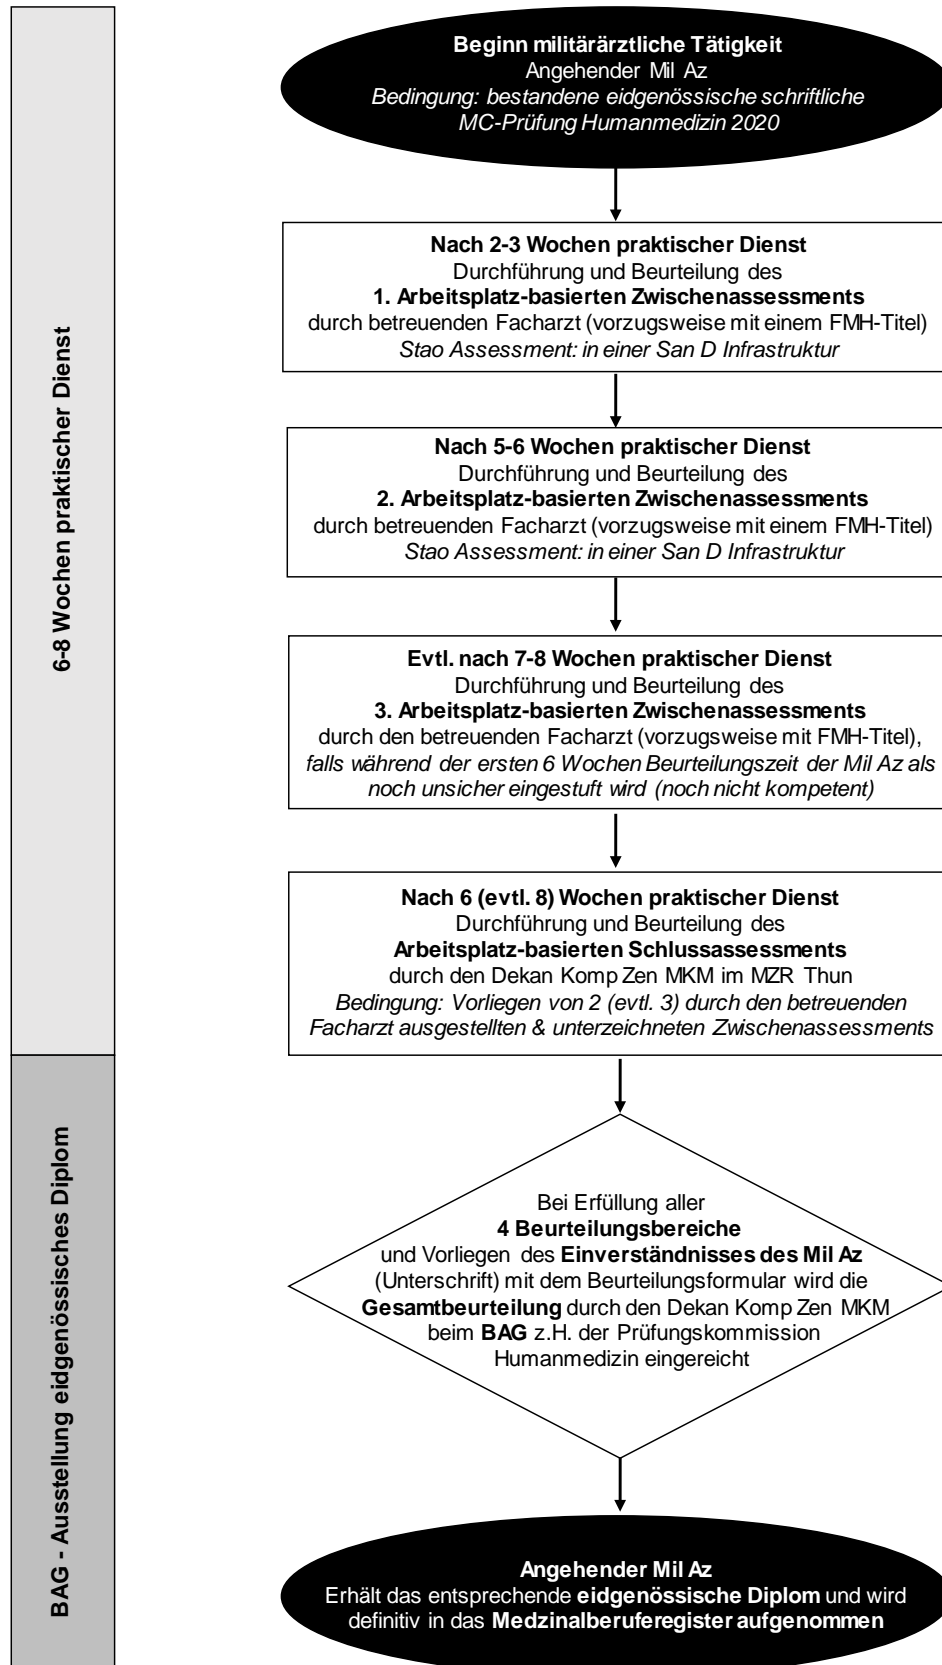 Beginn militärärztliche Tätigkeit
Angehender Mil Az
Bedingung: bestandene eidgenössische schriftliche
MC-Prüfung Humanmedizin 2020
6-8 Wochen praktischer Dienst
Nach 2-3 Wochen praktischer Dienst
Durchführung und Beurteilung des
1. Arbeitsplatz-basierten Zwischenassessments
durch betreuenden Facharzt (vorzugsweise mit einem FMH-Titel)
Stao Assessment: in einer San D Infrastruktur
Nach 5-6 Wochen praktischer Dienst
Durchführung und Beurteilung des
2. Arbeitsplatz-basierten Zwischenassessments
durch betreuenden Facharzt (vorzugsweise mit einem FMH-Titel)
Stao Assessment: in einer San D Infrastruktur
Evtl. nach 7-8 Wochen praktischer Dienst
Durchführung und Beurteilung des
3. Arbeitsplatz-basierten Zwischenassessments
durch den betreuenden Facharzt (vorzugsweise mit FMH-Titel),
falls während der ersten 6 Wochen Beurteilungszeit der Mil Az als
noch unsicher eingestuft wird (noch nicht kompetent)
Nach 6 (evtl. 8) Wochen praktischer Dienst
Durchführung und Beurteilung des
Arbeitsplatz-basierten Schlussassessments
durch den Dekan Komp Zen MKM im MZR Thun
Bedingung: Vorliegen von 2 (evtl. 3) durch den betreuenden
Facharzt ausgestellten & unterzeichneten Zwischenassessments
BAG - Ausstellung eidgenössisches Diplom
Bei Erfüllung aller
4 Beurteilungsbereiche
und Vorliegen des Einverständnisses des Mil Az
(Unterschrift) mit dem Beurteilungsformular wird die
Gesamtbeurteilung durch den Dekan Komp Zen MKM
beim BAG z.H. der Prüfungskommission
Humanmedizin eingereicht
Angehender Mil Az
Erhält das entsprechende eidgenössische Diplom und wird
definitiv in das Medzinalberuferegister aufgenommen